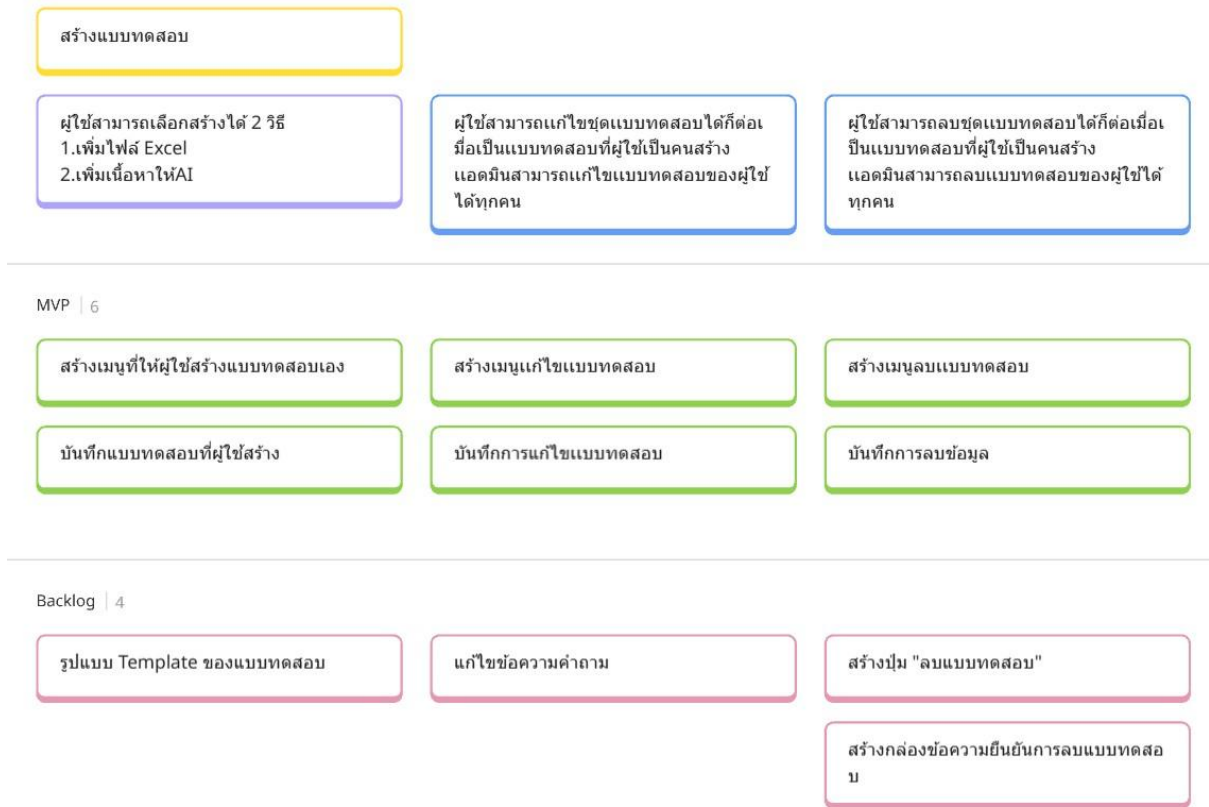 สร้างแบบทดสอบ
ผู้ใช้สามารถเลือกสร้างได้ 2 วิธี
1.เพิ่มไฟล์ Excel
2.เพิ่มเนื้อหาให้AI
ผู้ใช้สามารถแก้ไขชุดแบบทดสอบได้ก็ต่อเ
มื่อเป็นแบบทดสอบที่ผู้ใช้เป็นคนสร้าง
แอดมินสามารถแก้ไขแบบทดสอบของผู้ใช้
ได้ทุกคน
ผู้ใช้สามารถลบชุดแบบทดสอบได้ก็ต่อเมื่อเ
ป็นแบบทดสอบที่ผู้ใช้เป็นคนสร้าง
แอดมินสามารถลบแบบทดสอบของผู้ใช้ได้
ทุกคน
MVP 6
สร้างเมนูที่ให้ผู้ใช้สร้างแบบทดสอบเอง
สร้างเมนูแก้ไขแบบทดสอบ
สร้างเมนูลบแบบทดสอบ
บันทึกแบบทดสอบที่ผู้ใช้สร้าง
บันทึกการแก้ไขแบบทดสอบ
บันทึกการลบข้อมูล
Backlog 4
รูปแบบ Template ของแบบทดสอบ
แก้ไขข้อความคำถาม
สร้างปุ่ม "ลบแบบทดสอบ"
สร้างกล่องข้อความยืนยันการลบแบบทดสอ
บ